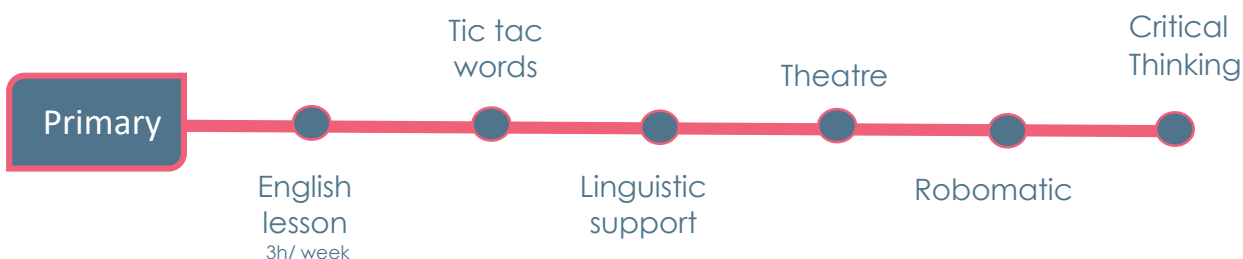 Primary
English
lesson
3h/ week
Tic tac
words
Linguistic
support
Theatre
Robomatic
Critical
Thinking